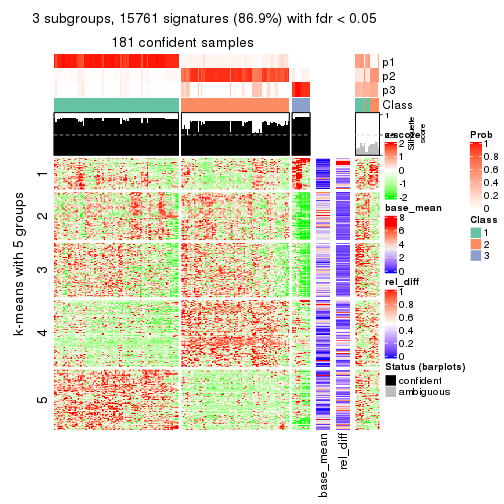 3 subgroups, 15761 signatures (86.9%) with fdr < 0.05
181 confident samples
p1
p2
p3
Class
1
Silhouette
score
z-score
2
1
0
-1
-2
Prob
1
0.8
0.6
0.4
0.2
0
base_mean
8
6
4
2
0
Class
1
2
3
rel_diff
1
0.8
0.6
0.4
0.2
0
Status (barplots)
confident
ambiguous
k-means with 5 groups
1
2
3
4
5
base_mean
rel_diff